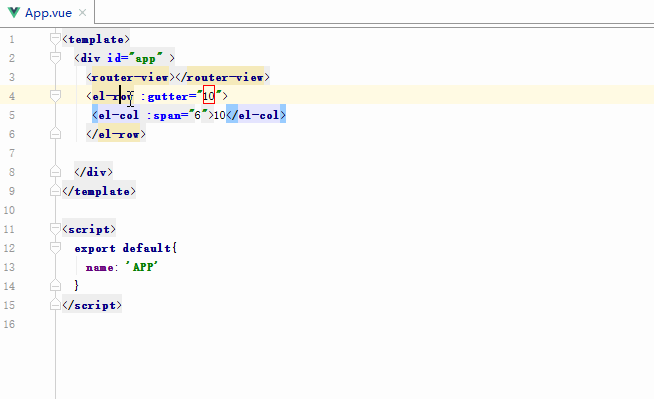 App.vue
1 <template>
2 <div id="app" >
3 <router-view></router-view>
4 <el-row :gutter="10">
5 <el-col :span="6">10</el-col>
6 </el-row>
7
8 </div>
9 </template>
10
11 <script>
12 export default{
13 name: 'APP'
14 }
15 </script>
16